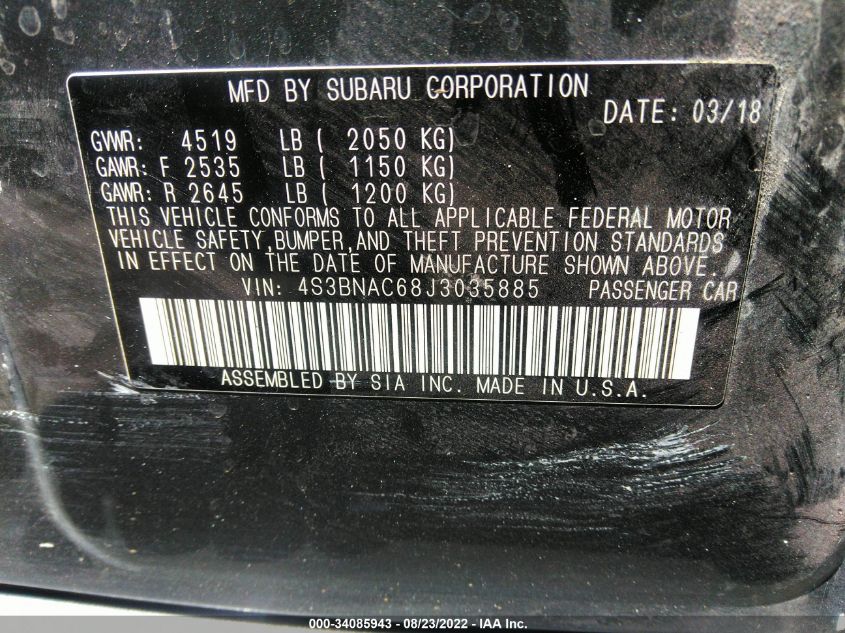 MFD BY SUBARU CORPORATION
DATE: 03/18
GVWR: 4519 LB ( 2050 KG)
GAWR: F 2535 LB ( 1150 KG)
GAWR: R 2645 LB ( 1200 KG)
THIS VEHICLE CONFORMS TO ALL APPLICABLE FEDERAL MOTOR
VEHICLE SAFETY,BUMPER,AND THEFT PREVENTION STANDARDS
IN EFFECT ON THE DATE OF MANUFACTURE SHOWN ABOVE.
VIN: 4S3BNAC68J3035885 PASSENGER CAR
ASSEMBLED BY SIA INC. MADE IN U.S.A.
000-34085943 - 08/23/2022 - IAA Inc.